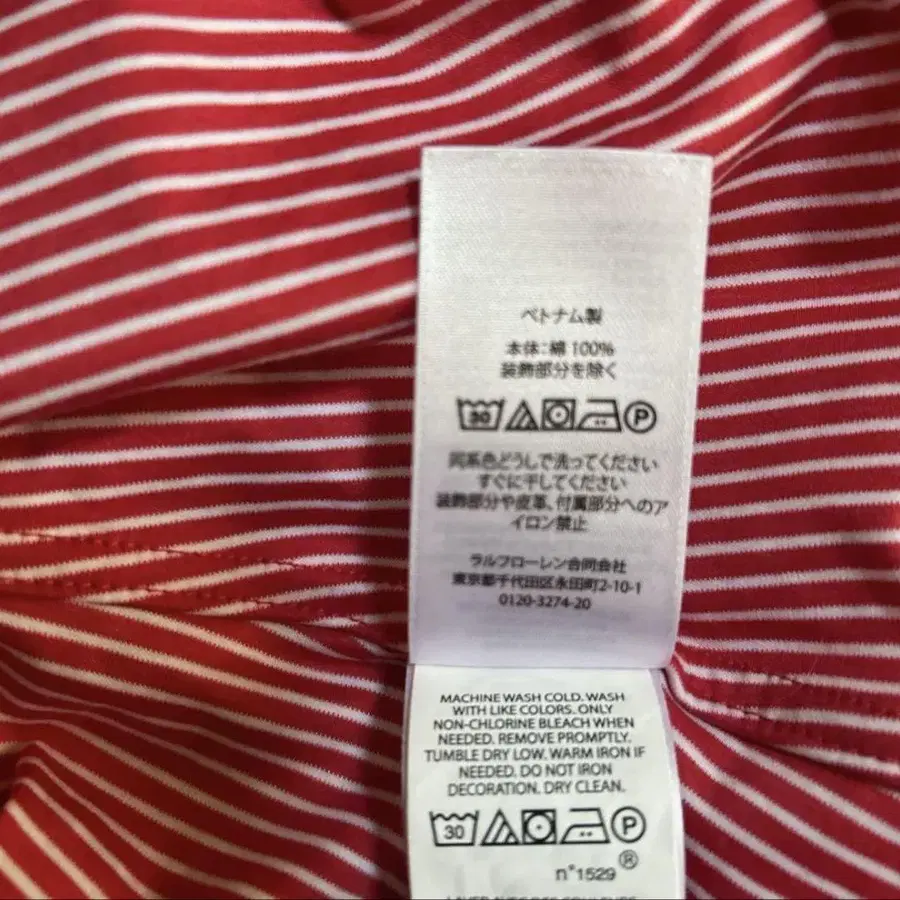 ベトナム製
本体：綿 100%
装飾部分を除く
30 P
同系色どうしで洗ってください
すぐに干してください
装飾部分や皮革、付属部分へのア
イロン禁止
ラルフローレン合同会社
東京都千代田区永田町2-10-1
0120-3274-20
MACHINE WASH COLD. WASH
WITH LIKE COLORS. ONLY
NON-CHLORINE BLEACH WHEN
NEEDED. REMOVE PROMPTLY.
TUMBLE DRY LOW. WARM IRON IF
NEEDED. DO NOT IRON
DECORATION. DRY CLEAN.
30 P
®
n°1529